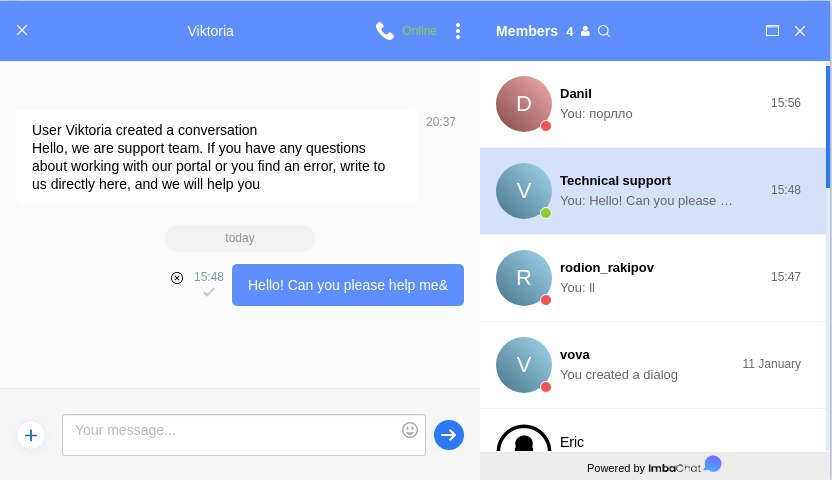 Viktoria
Online
User Viktoria created a conversation
Hello, we are support team. If you have any questions
about working with our portal or you find an error, write to
us directly here, and we will help you
20:37
today
15:48
Hello! Can you please help me&
Your message...
Members 4
D
Danil
15:56
You: порлло
V
Technical support
15:48
You: Hello! Can you please …
R
rodion_rakipov
15:47
You: ll
V
vova
11 January
You created a dialog
Eric
Powered by ImbaChat